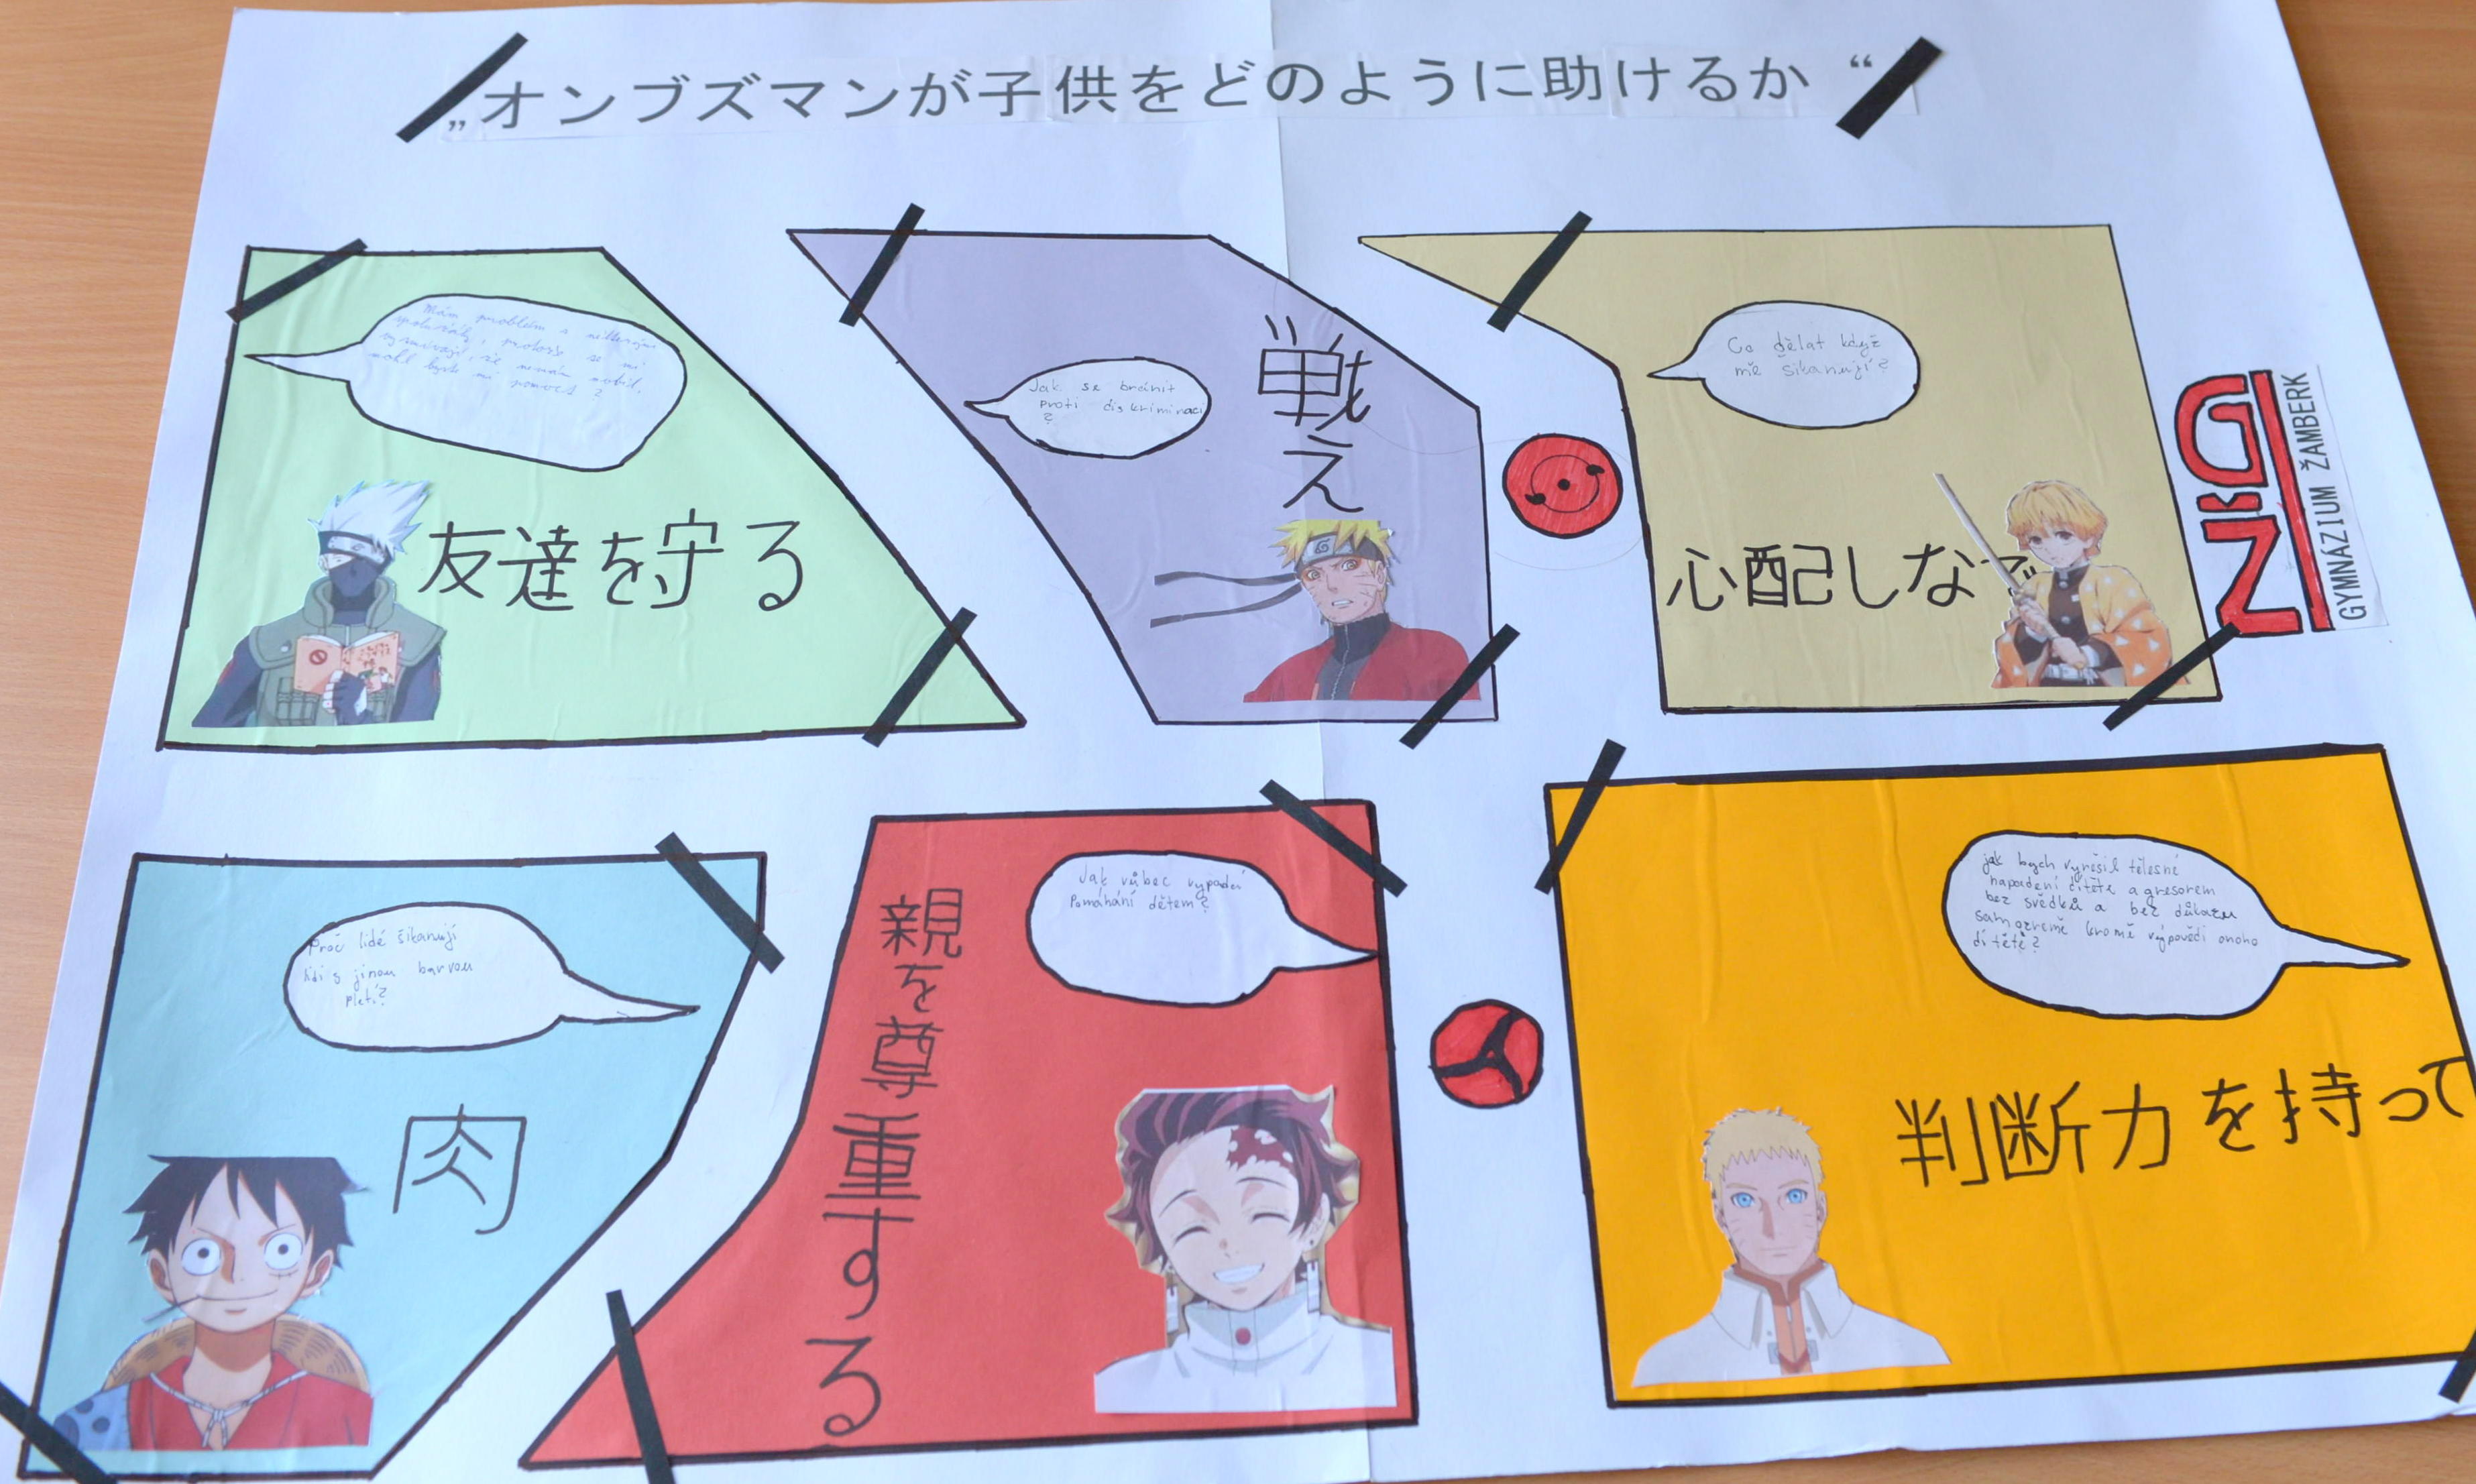 „オンブズマンが子供をどのように助けるか“
Mám problém s některými
spolužáky, protože se mi
vysmívají, že nemám mobil,
mohl byste mi pomoct?
友達を守る
Jak se bránit
proti diskriminaci
?
戦え
Co dělat když
mě šikanují?
心配しなで
GŽ
GYMNÁZIUM ŽAMBERK
Proč lidé šikanují
lidi s jinou barvou
pleti?
肉
Jak vůbec vypadá
Pomáhání dětem?
親を尊重する
jak bych vyřešil tělesné
napadení dítěte agresorem
bez svědků a bez důkazu
samozremě kromě výpovědi onoho
dítětě?
判断力を持って